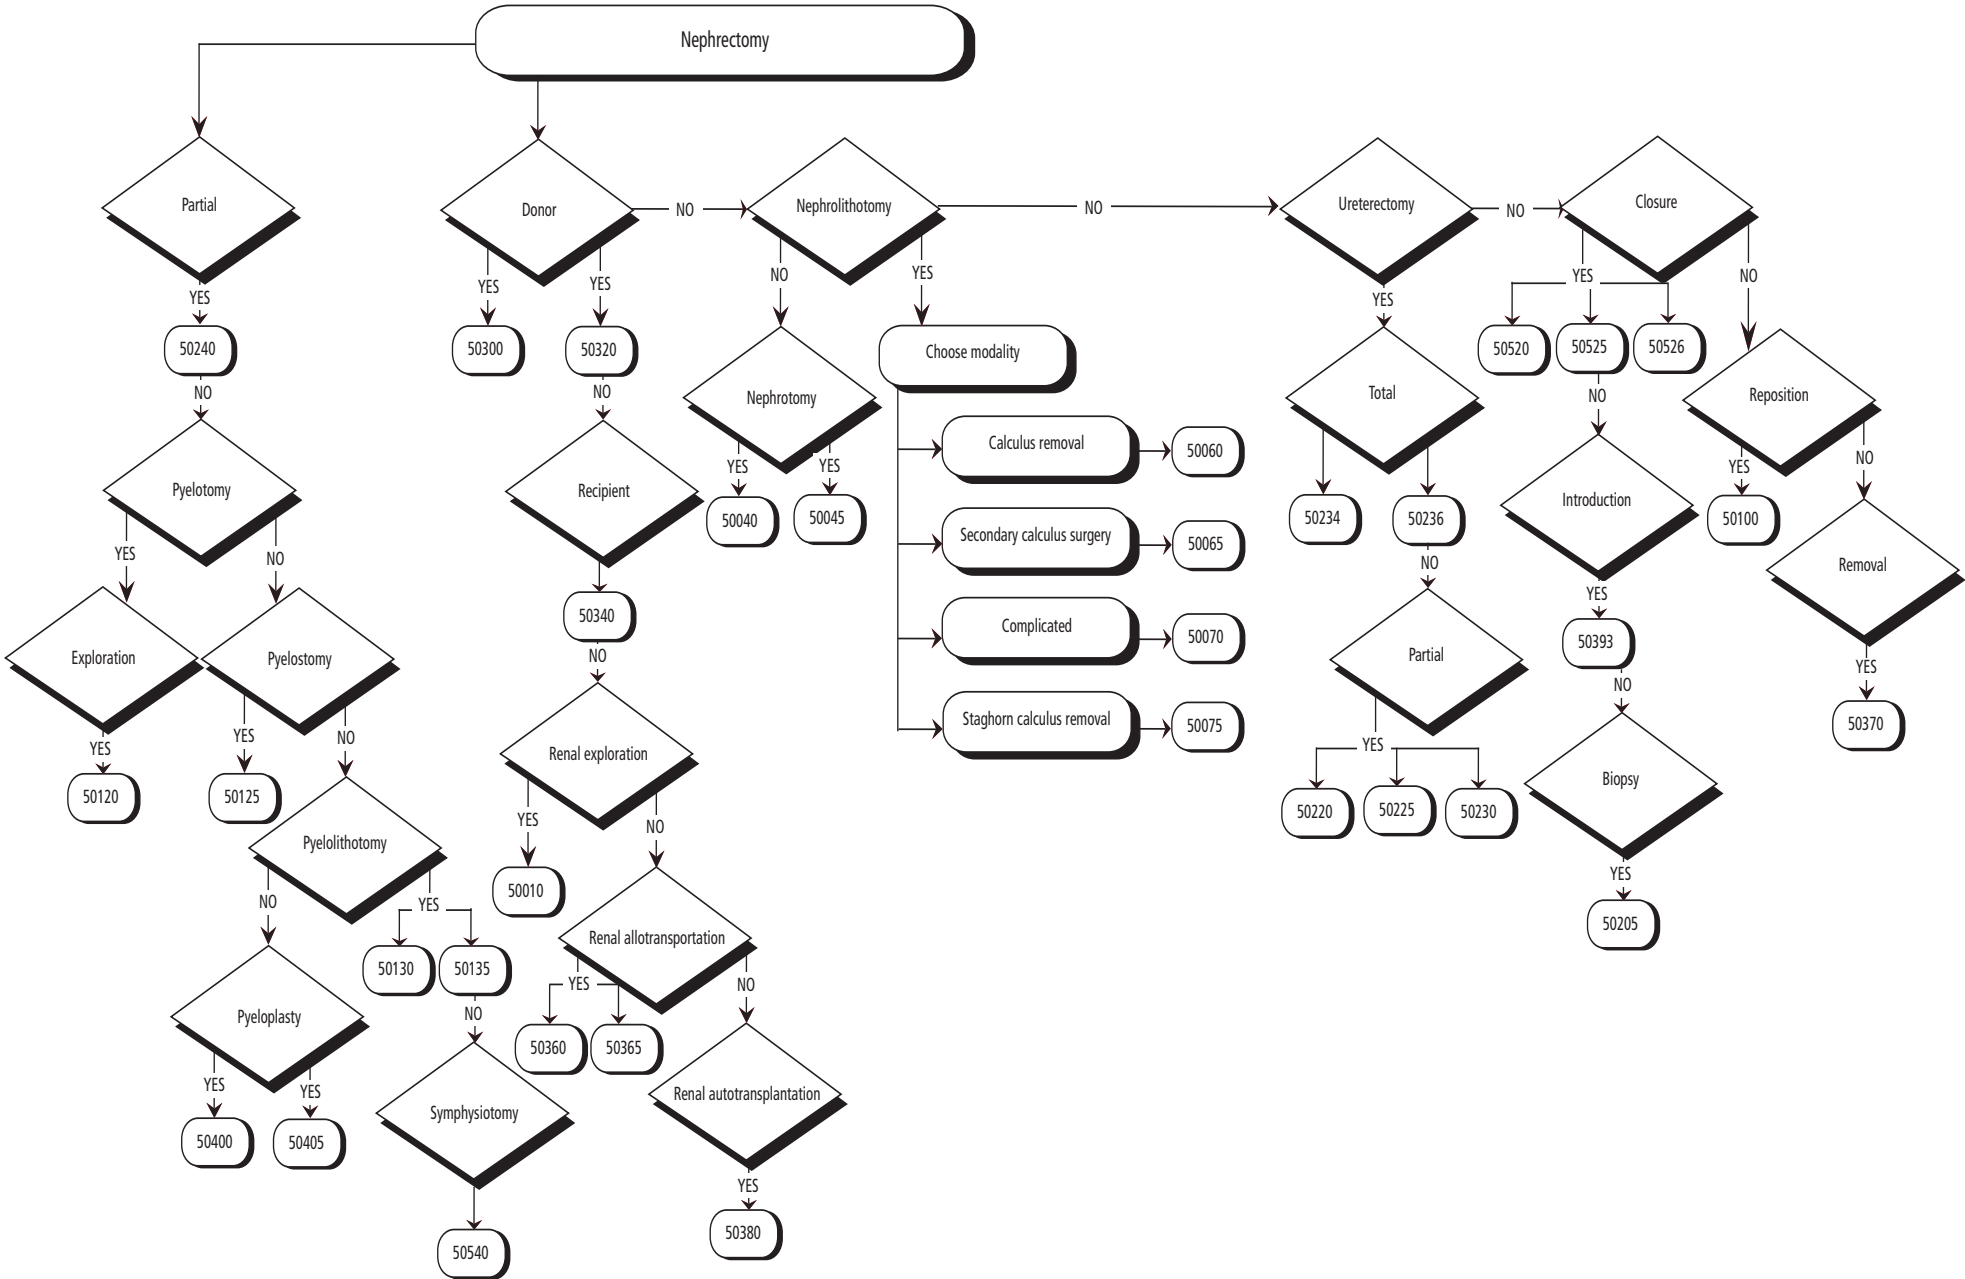 Nephrectomy
Partial
Donor
NO
Nephrolithotomy
NO
Ureterectomy
NO
Closure
YES
YES
YES
NO
YES
YES
YES
NO
50240
50300
50320
Choose modality
50520
50525
50526
NO
NO
Nephrotomy
Total
NO
Reposition
Pyelotomy
Recipient
YES
YES
Calculus removal
50060
YES
NO
50040
50045
50234
50236
Introduction
50100
YES
NO
Secondary calculus surgery
50065
NO
Removal
50340
YES
Exploration
Pyelostomy
NO
Complicated
50070
Partial
50393
YES
YES
YES
NO
Renal exploration
Staghorn calculus removal
50075
YES
NO
50370
50120
50125
YES
NO
50220
50225
50230
Biopsy
Pyelolithotomy
50010
YES
NO
YES
Renal allotransportation
50205
50130
50135
YES
NO
Pyeloplasty
NO
50360
50365
YES
YES
Symphysiotomy
Renal autotransplantation
50400
50405
YES
50540
50380